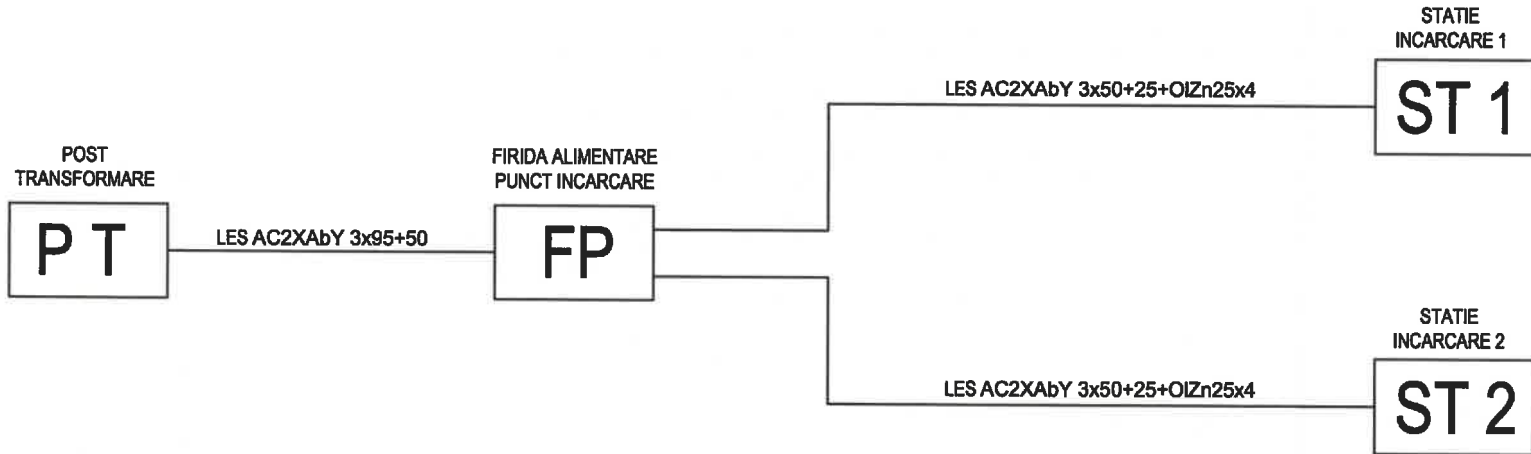 STATIE
INCARCARE 1
ST 1
LES AC2XAbY 3x50+25+OlZn25x4
POST
TRANSFORMARE
P T
LES AC2XAbY 3x95+50
FIRIDA ALIMENTARE
PUNCT INCARCARE
FP
STATIE
INCARCARE 2
ST 2
LES AC2XAbY 3x50+25+OlZn25x4